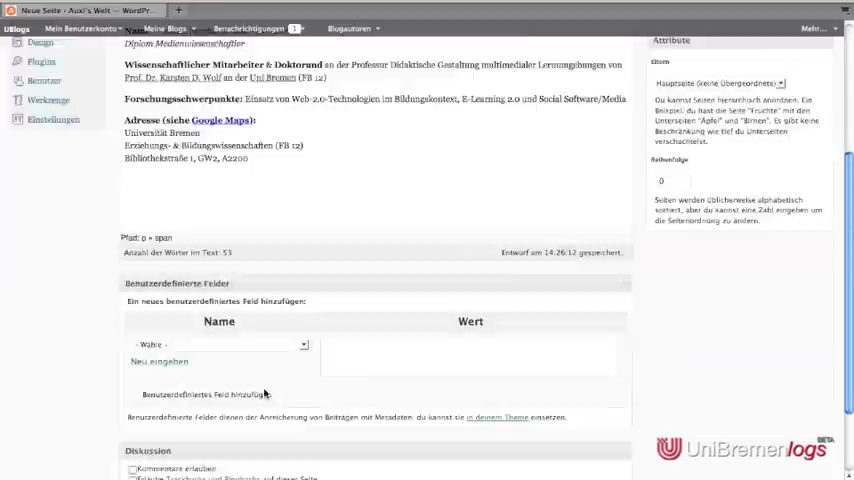 Neue Seite - Auxi's Welt — WordPr...
UBlogs
Mein Benutzerkonto
Meine Blogs
Benachrichtigungen 1
Blogautoren
Mehr...
Design
Plugins
Benutzer
Werkzeuge
Einstellungen
Diplom Medienwissenschaftler
Wissenschaftlicher Mitarbeiter & Doktorand an der Professur Didaktische Gestaltung multimedialer Lernumgebungen von
Prof. Dr. Karsten D. Wolf an der Uni Bremen (FB 12)
Forschungsschwerpunkte: Einsatz von Web-2.0-Technologien im Bildungskontext, E-Learning 2.0 und Social Software/Media
Adresse (siehe Google Maps):
Universität Bremen
Erziehungs- & Bildungswissenschaften (FB 12)
Bibliothekstraße 1, GW2, A2200
Pfad: p » span
Anzahl der Wörter im Text: 53
Entwurf am 14:26:12 gespeichert.
Benutzerdefinierte Felder
Ein neues benutzerdefiniertes Feld hinzufügen:
Name
Wert
- Wähle -
Neu eingeben
Benutzerdefiniertes Feld hinzufügen
Benutzerdefinierte Felder dienen der Anreicherung von Beiträgen mit Metadaten; du kannst sie in deinem Theme einsetzen.
Diskussion
Kommentare erlauben
Erlaube Trackbacks und Pingbacks auf dieser Seite
Attribute
Eltern
Hauptseite (keine Übergeordnete)
Du kannst Seiten hierarchisch anordnen. Ein
Beispiel: du hast die Seite "Früchte" mit den
Unterseiten "Äpfel" und "Birnen". Es gibt keine
Beschränkung wie tief du Unterseiten
verschachtelst.
Reihenfolge
0
Seiten werden üblicherweise alphabetisch
sortiert, aber du kannst eine Zahl eingeben um
die Seitenordnung zu ändern.
UniBremenlogs BETA